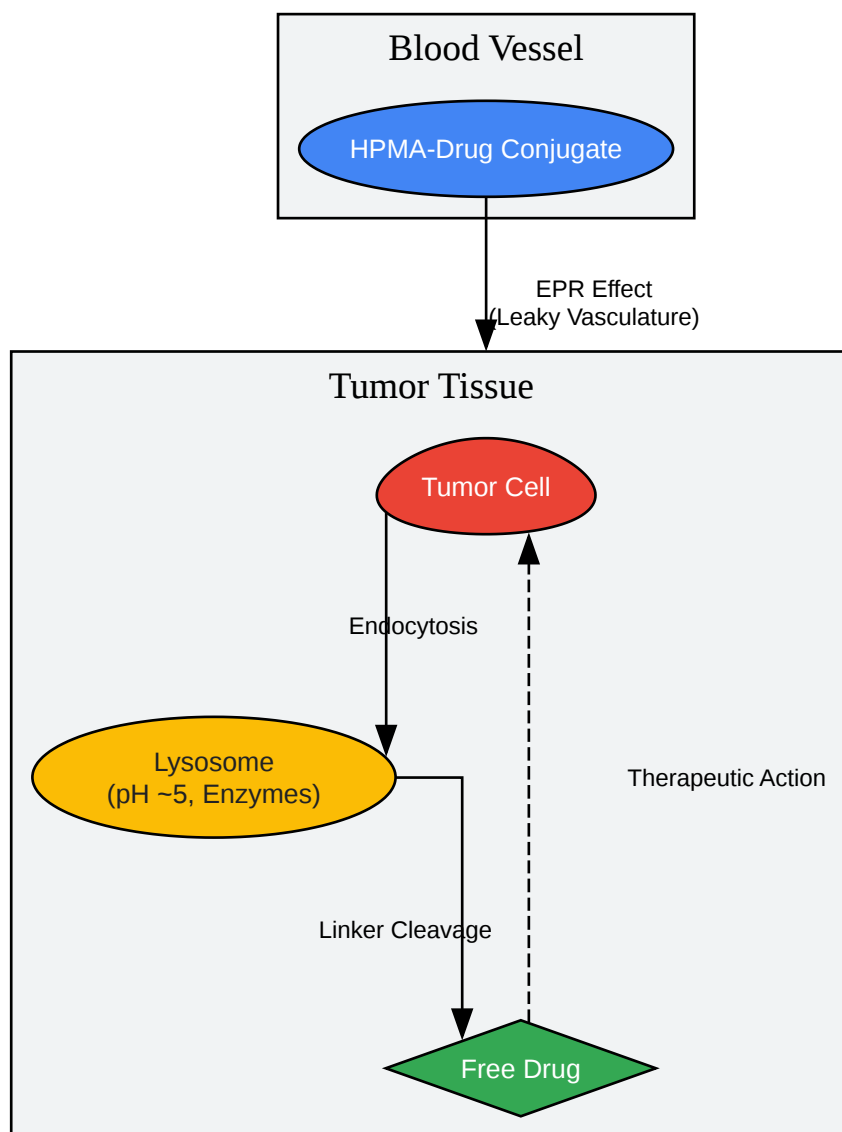 Blood Vessel
HPMA-Drug Conjugate
EPR Effect
(Leaky Vasculature)
Tumor Tissue
Tumor Cell
Endocytosis
Lysosome
(pH ~5, Enzymes)
Therapeutic Action
Linker Cleavage
Free Drug